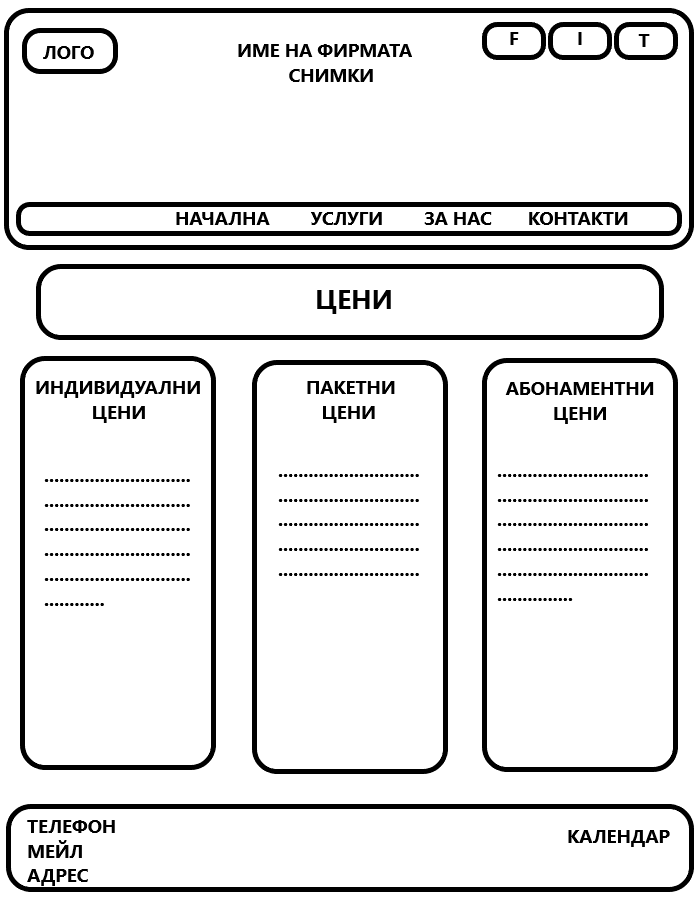 ЛОГО
ИМЕ НА ФИРМАТА
СНИМКИ
F I T
НАЧАЛНА УСЛУГИ ЗА НАС КОНТАКТИ
ЦЕНИ
ИНДИВИДУАЛНИ
ЦЕНИ
..............................
..............................
..............................
..............................
..............................
............
ПАКЕТНИ
ЦЕНИ
.............................
.............................
.............................
.............................
.............................
АБОНАМЕНТНИ
ЦЕНИ
...............................
...............................
...............................
...............................
...............................
...............
ТЕЛЕФОН
МЕЙЛ
АДРЕС
КАЛЕНДАР